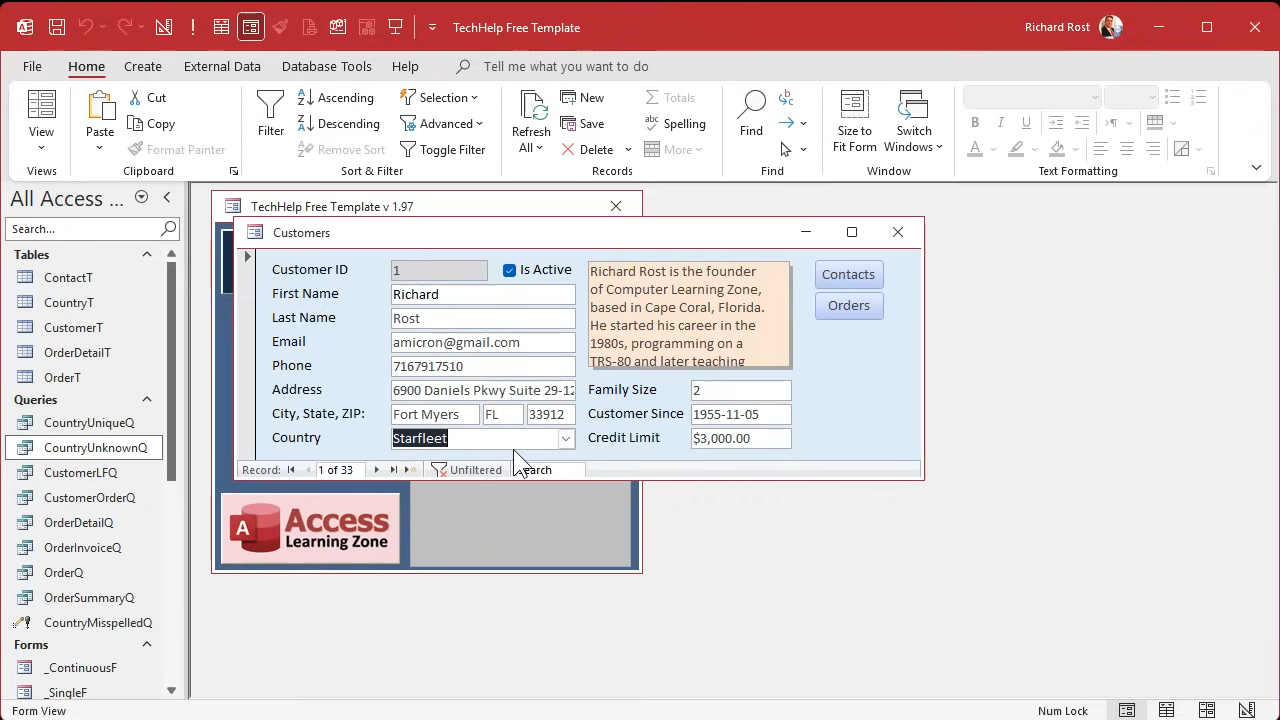 TechHelp Free Template
Richard Rost
File Home Create External Data Database Tools Help Tell me what you want to do
View
Views
Paste
Cut
Copy
Format Painter
Clipboard
Filter
Ascending
Descending
Remove Sort
Selection
Advanced
Toggle Filter
Sort & Filter
Refresh
All
New
Save
Delete
Totals
Spelling
More
Records
Find
Find
Size to
Fit Form
Switch
Windows
Window
B I U
A
Text Formatting
All Access ...
Search...
Tables
ContactT
CountryT
CustomerT
OrderDetailT
OrderT
Queries
CountryUniqueQ
CountryUnknownQ
CustomerLFQ
CustomerOrderQ
OrderDetailQ
OrderInvoiceQ
OrderQ
OrderSummaryQ
CountryMisspelledQ
Forms
_ContinuousF
_SingleF
TechHelp Free Template v 1.97
Customers
Customer ID 1 Is Active
First Name Richard
Last Name Rost
Email amicron@gmail.com
Phone 7167917510
Address 6900 Daniels Pkwy Suite 29-12
City, State, ZIP: Fort Myers FL 33912
Country Starfleet
Richard Rost is the founder
of Computer Learning Zone,
based in Cape Coral, Florida.
He started his career in the
1980s, programming on a
TRS-80 and later teaching
Family Size 2
Customer Since 1955-11-05
Credit Limit $3,000.00
Contacts
Orders
Record: 1 of 33 Unfiltered
A Access
Learning Zone
Form View
Num Lock